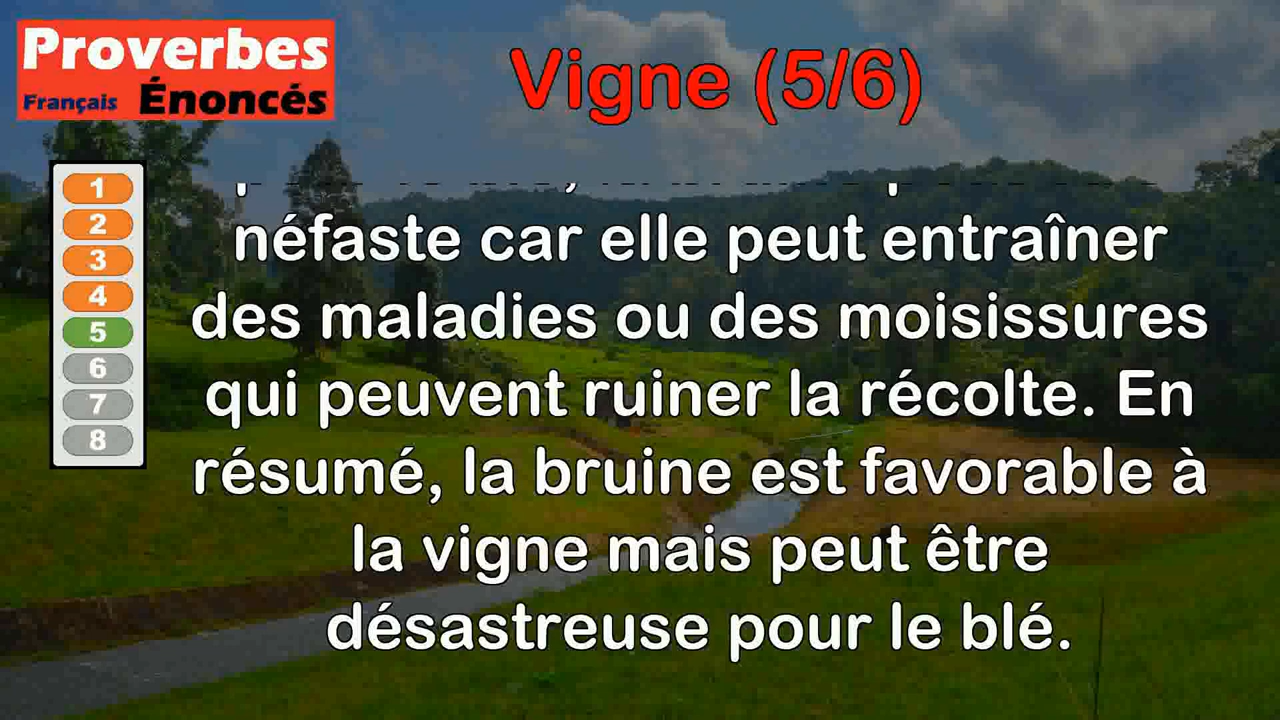 Proverbes
Français Énoncés
Vigne (5/6)
1
2
3
4
5
6
7
8
néfaste car elle peut entraîner
des maladies ou des moisissures
qui peuvent ruiner la récolte. En
résumé, la bruine est favorable à
la vigne mais peut être
désastreuse pour le blé.